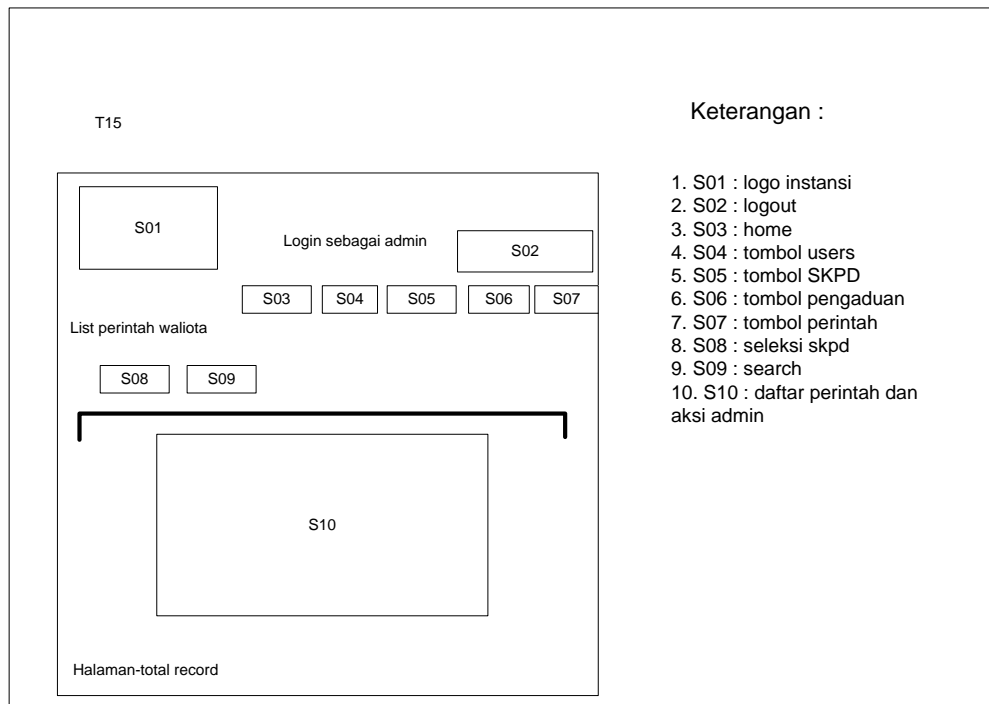 T15
S01
Login sebagai admin
S02
S03 S04 S05 S06 S07
List perintah waliota
S08 S09
S10
Halaman-total record
Keterangan :
1. S01 : logo instansi
2. S02 : logout
3. S03 : home
4. S04 : tombol users
5. S05 : tombol SKPD
6. S06 : tombol pengaduan
7. S07 : tombol perintah
8. S08 : seleksi skpd
9. S09 : search
10. S10 : daftar perintah dan
aksi admin